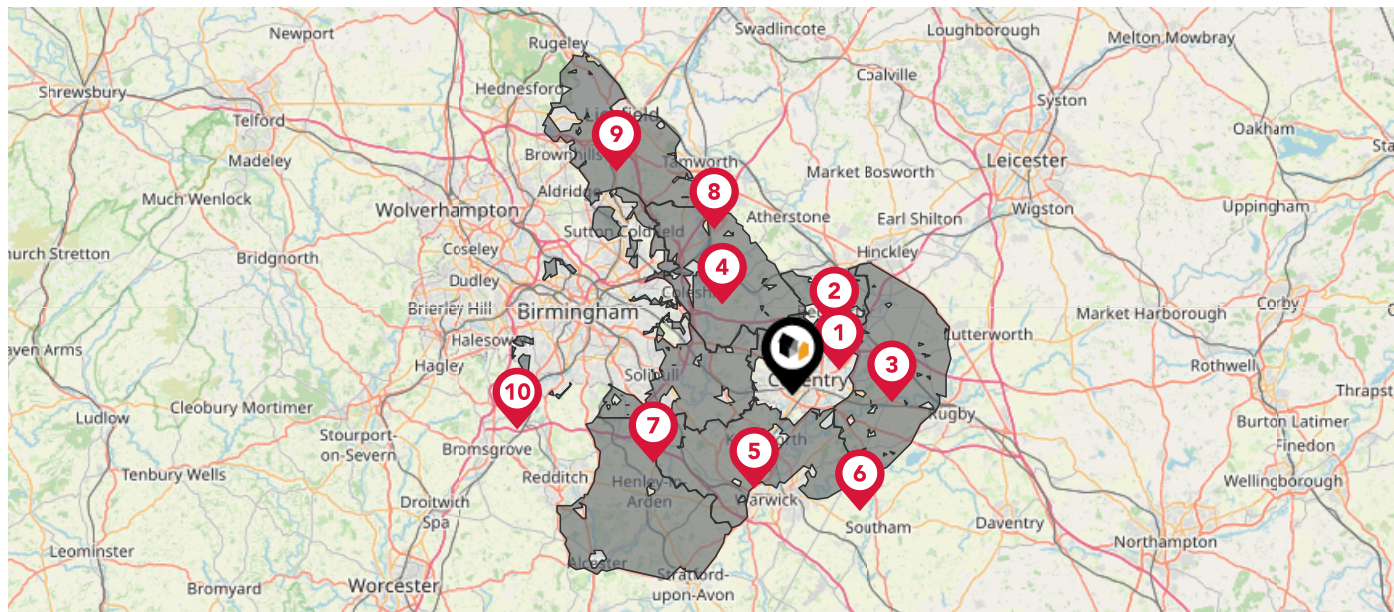 Newport
Rugeley
Swadlincote
Loughborough
Melton Mowbray
Shrewsbury
Hednesford
Coalville
Syston
Telford
Lichfield
Oakham
9
Madeley
Brownhills
Tamworth
Leicester
Market Bosworth
Much Wenlock
Aldridge
8
Wolverhampton
Atherstone
Earl Shilton
Wigston
Uppingham
Sutton Coldfield
Coseley
Hinckley
Bridgnorth
4
Dudley
2
Corby
Brierley Hill
Birmingham
Market Harborough
1
Lutterworth
Halesow
3
Hagley
Solihull
Coventry
Rothwell
Thrapst
10
Cleobury Mortimer
Ludlow
Rugby
7
Burton Latimer
Stourport-
on-Severn
5
Finedon
Bromsgrove
6
Tenbury Wells
Redditch
Henley-in-
Arden
Wellingborough
Droitwich
Spa
Warwick
Southam
Daventry
Northampton
Leominster
Alcester
Worcester
Stratford-
upon-Avon
Bromyard